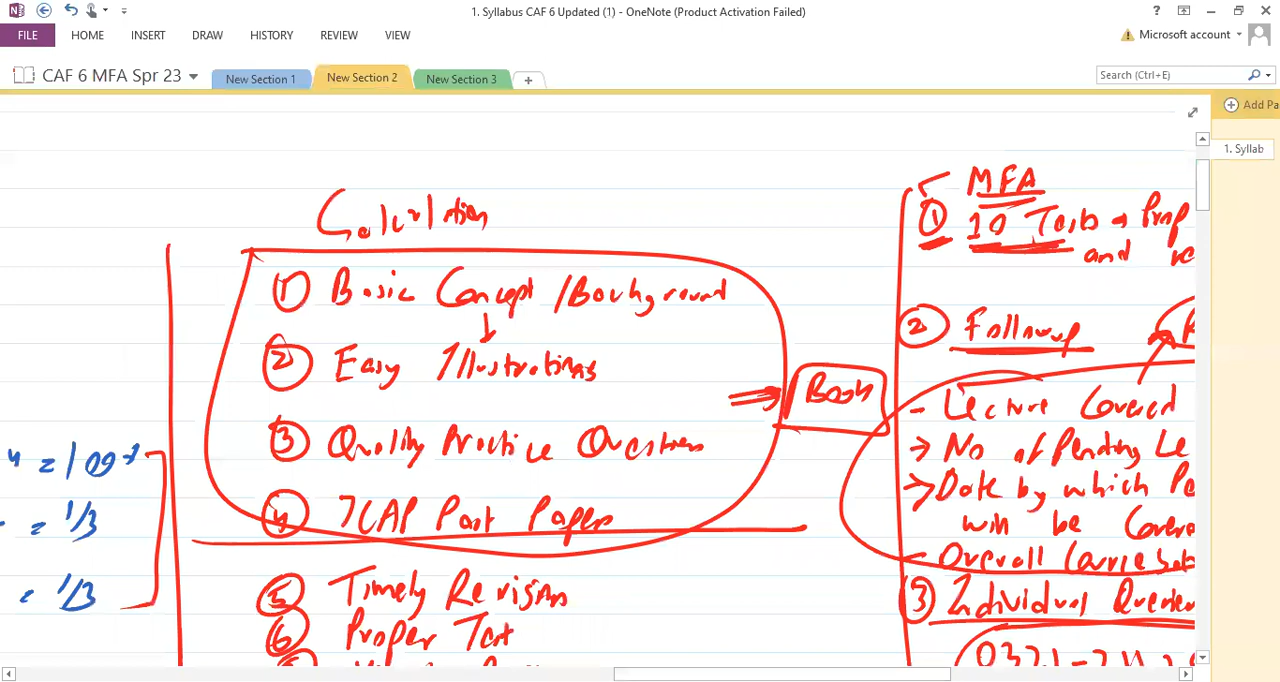 1. Syllabus CAF 6 Updated (1) - OneNote (Product Activation Failed)
FILE HOME INSERT DRAW HISTORY REVIEW VIEW
Microsoft account
CAF 6 MFA Spr 23 New Section 1 New Section 2 New Section 3
Search (Ctrl+E)
Add Pa
1. Syllab
Calculation
① Basic Concept /Background
② Easy Illustrations
③ Quality Practice Questions
④ ICAP Past Papers
⇒ Book
⑤ Timely Revision
⑥ Proper Test
= 100
= 1/3
= 1/3
MFA
① 10 Tests → Prop
and
② Followup
- Lecture Covered
→ No of Pending Le
→ Date by which Pe
will be Covere
- Overall
③ Individual Queries